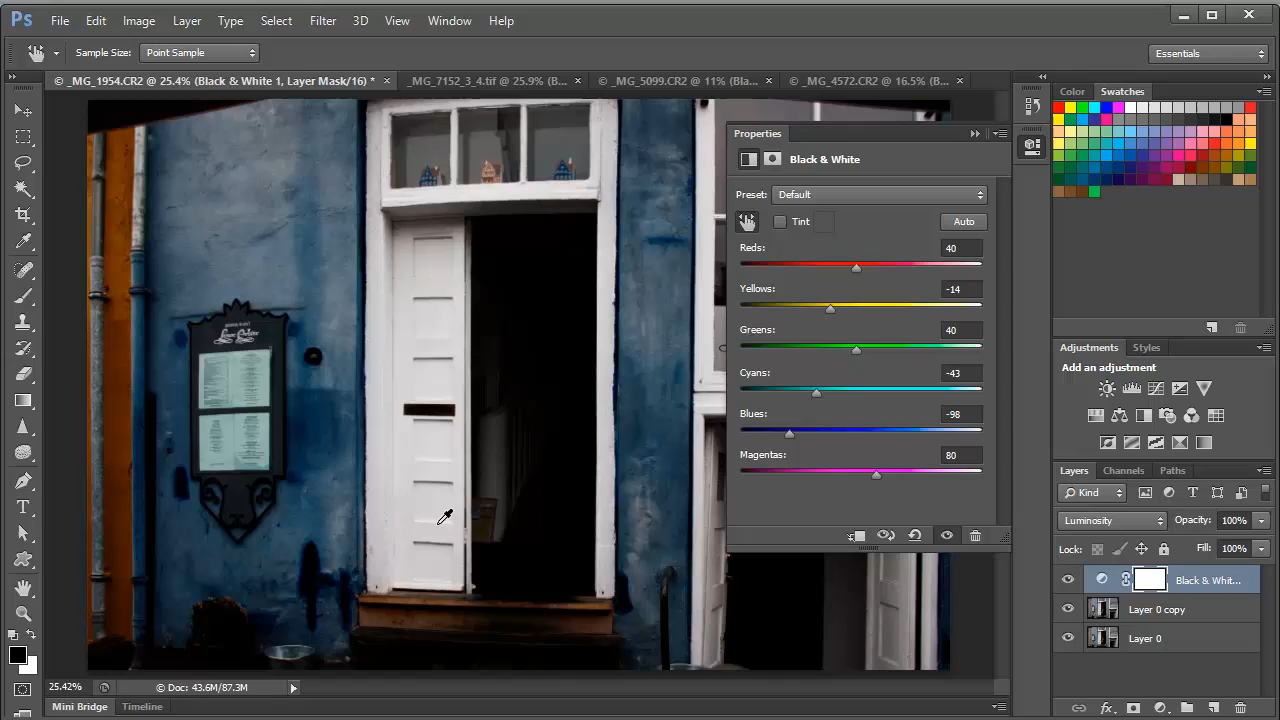 Ps File Edit Image Layer Type Select Filter 3D View Window Help
Sample Size: Point Sample Essentials
© _MG_1954.CR2 @ 25.4% (Black & White 1, Layer Mask/16) * × _MG_7152_3_4.tif @ 25.9% (B... × © _MG_5099.CR2 @ 11% (Bla... × © _MG_4572.CR2 @ 16.5% (B... ×
Color Swatches
Properties
Black & White
Preset: Default
Tint Auto
Reds: 40
Yellows: -14
Greens: 40
Cyans: -43
Blues: -98
Magentas: 80
Adjustments Styles
Add an adjustment
Layers Channels Paths
Kind
Luminosity Opacity: 100%
Lock: Fill: 100%
Black & Whit...
Layer 0 copy
Layer 0
25.42% © Doc: 43.6M/87.3M
Mini Bridge Timeline